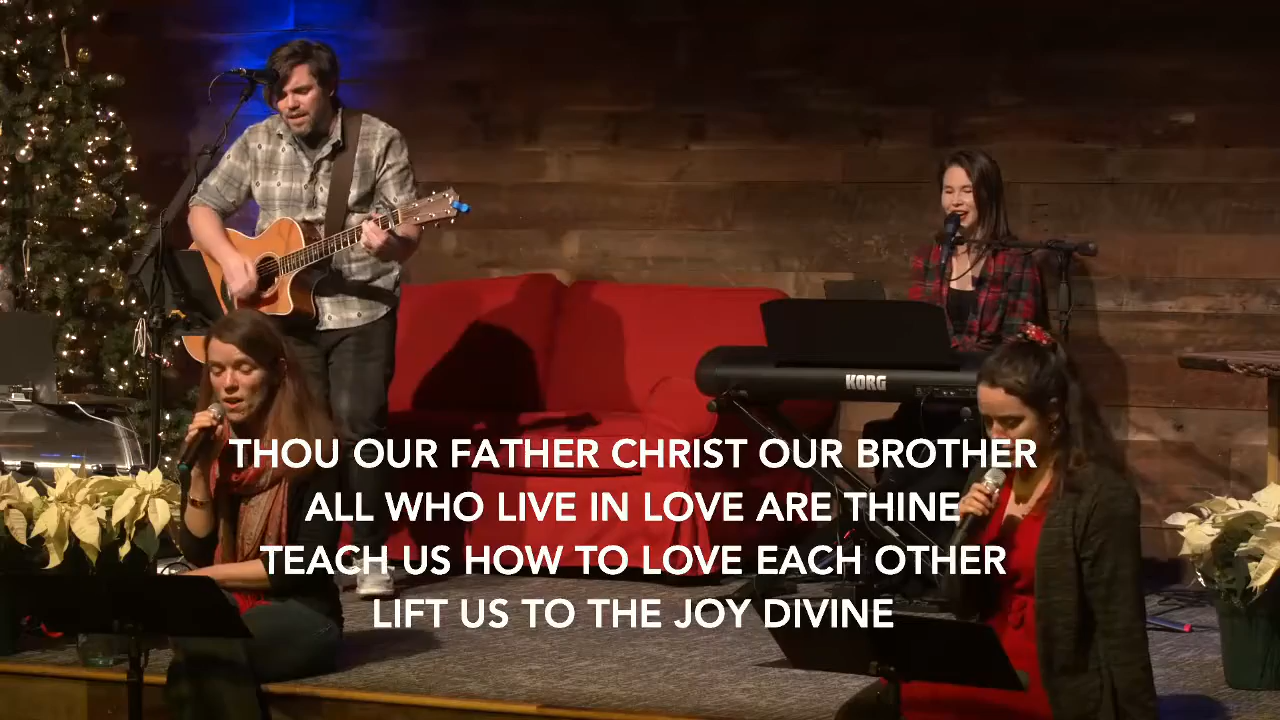 KORG
THOU OUR FATHER CHRIST OUR BROTHER
ALL WHO LIVE IN LOVE ARE THINE
TEACH US HOW TO LOVE EACH OTHER
LIFT US TO THE JOY DIVINE